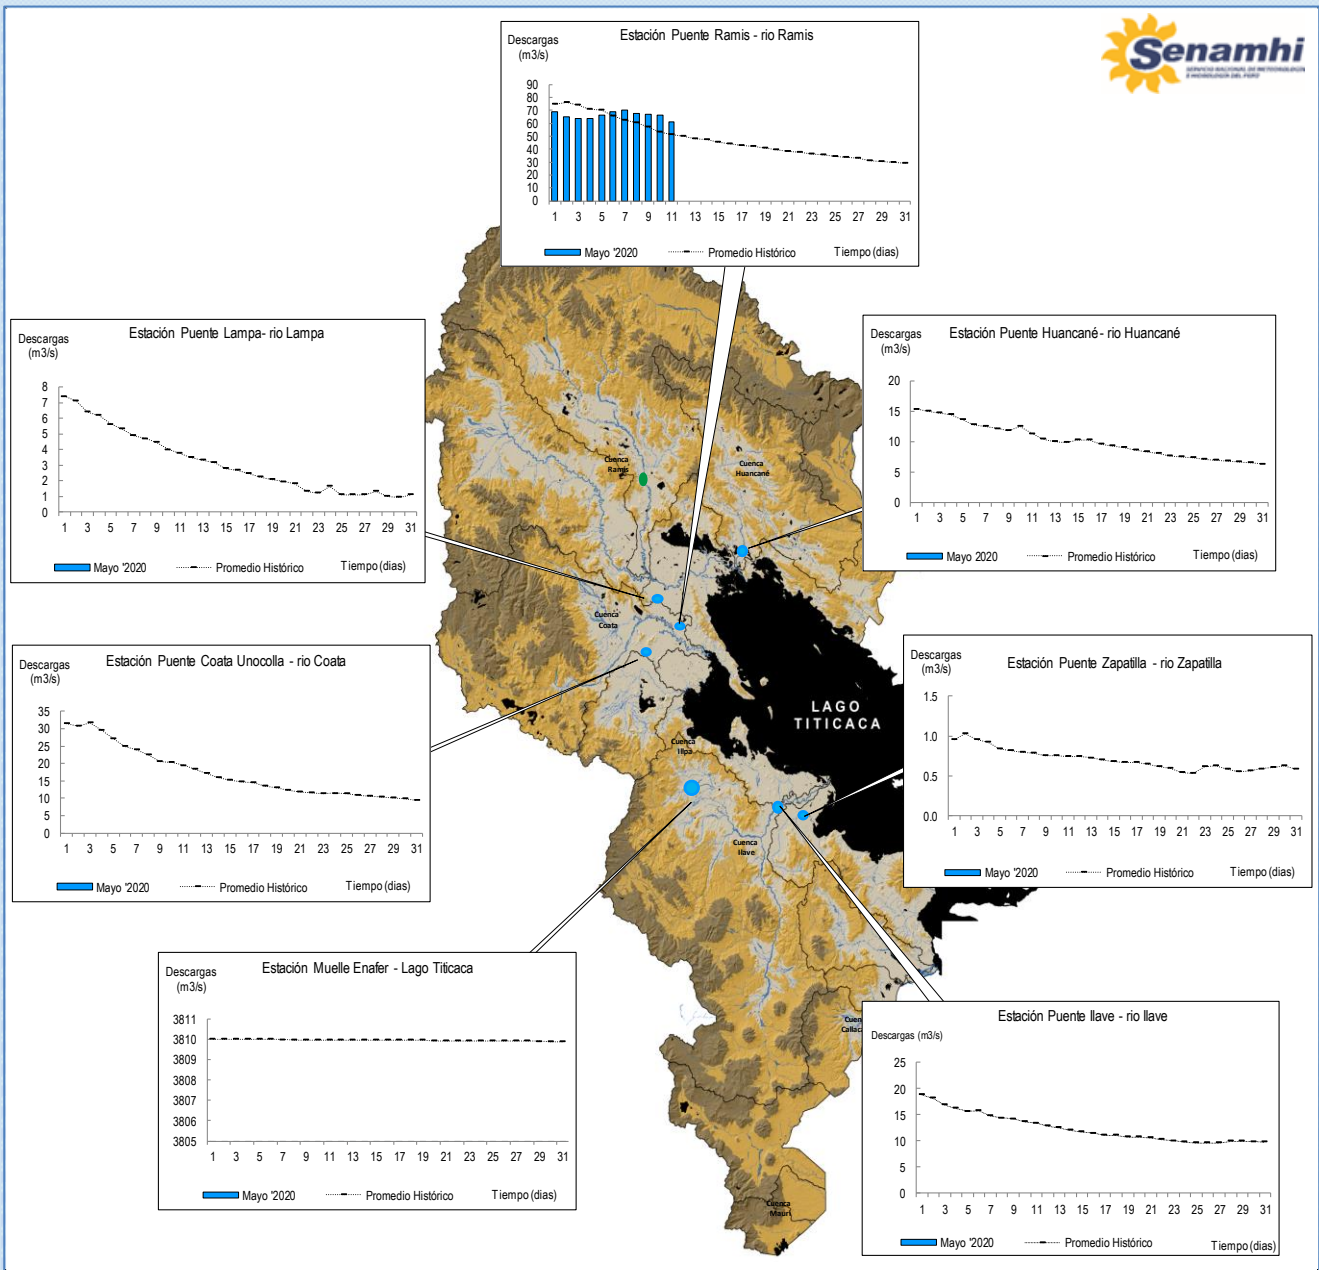 Senamhi
SERVICIO NACIONAL DE METEOROLOGÍA
E HIDROLOGÍA DEL PERÚ
Estación Puente Ramis - rio Ramis
Descargas
(m3/s)
90
80
70
60
50
40
30
20
10
0
1 3 5 7 9 11 13 15 17 19 21 23 25 27 29 31
Mayo '2020 Promedio Histórico Tiempo (dias)
Estación Puente Lampa- rio Lampa
Descargas
(m3/s)
8
7
6
5
4
3
2
1
0
1 3 5 7 9 11 13 15 17 19 21 23 25 27 29 31
Mayo '2020 Promedio Histórico Tiempo (dias)
Estación Puente Huancané - rio Huancané
Descargas
(m3/s)
20
15
10
5
0
1 3 5 7 9 11 13 15 17 19 21 23 25 27 29 31
Mayo 2020 Promedio Histórico Tiempo (dias)
Cuenca
Ramis
Cuenca
Huancané
Cuenca
Coata
Estación Puente Coata Unocolla - rio Coata
Descargas
(m3/s)
35
30
25
20
15
10
5
0
1 3 5 7 9 11 13 15 17 19 21 23 25 27 29 31
Mayo '2020 Promedio Histórico Tiempo (dias)
LAGO
TITICACA
Cuenca
Illpa
Cuenca
Ilave
Estación Puente Zapatilla - rio Zapatilla
Descargas
(m3/s)
1.5
1.0
0.5
0.0
1 3 5 7 9 11 13 15 17 19 21 23 25 27 29 31
Mayo '2020 Promedio Histórico Tiempo (dias)
Estación Muelle Enafer - Lago Titicaca
Descargas
(m3/s)
3811
3810
3809
3808
3807
3806
3805
1 3 5 7 9 11 13 15 17 19 21 23 25 27 29 31
Mayo '2020 Promedio Histórico Tiempo (dias)
Estación Puente Ilave - rio Ilave
Descargas (m3/s)
25
20
15
10
5
0
1 3 5 7 9 11 13 15 17 19 21 23 25 27 29 31
Mayo '2020 Promedio Histórico Tiempo (dias)
Cuenca
Mauri